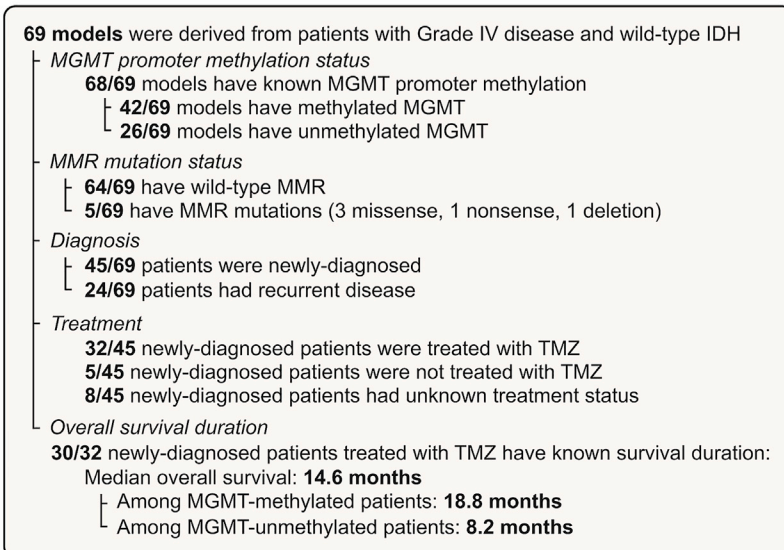 69 models were derived from patients with Grade IV disease and wild-type IDH
MGMT promoter methylation status
68/69 models have known MGMT promoter methylation
42/69 models have methylated MGMT
26/69 models have unmethylated MGMT
MMR mutation status
64/69 have wild-type MMR
5/69 have MMR mutations (3 missense, 1 nonsense, 1 deletion)
Diagnosis
45/69 patients were newly-diagnosed
24/69 patients had recurrent disease
Treatment
32/45 newly-diagnosed patients were treated with TMZ
5/45 newly-diagnosed patients were not treated with TMZ
8/45 newly-diagnosed patients had unknown treatment status
Overall survival duration
30/32 newly-diagnosed patients treated with TMZ have known survival duration:
Median overall survival: 14.6 months
Among MGMT-methylated patients: 18.8 months
Among MGMT-unmethylated patients: 8.2 months